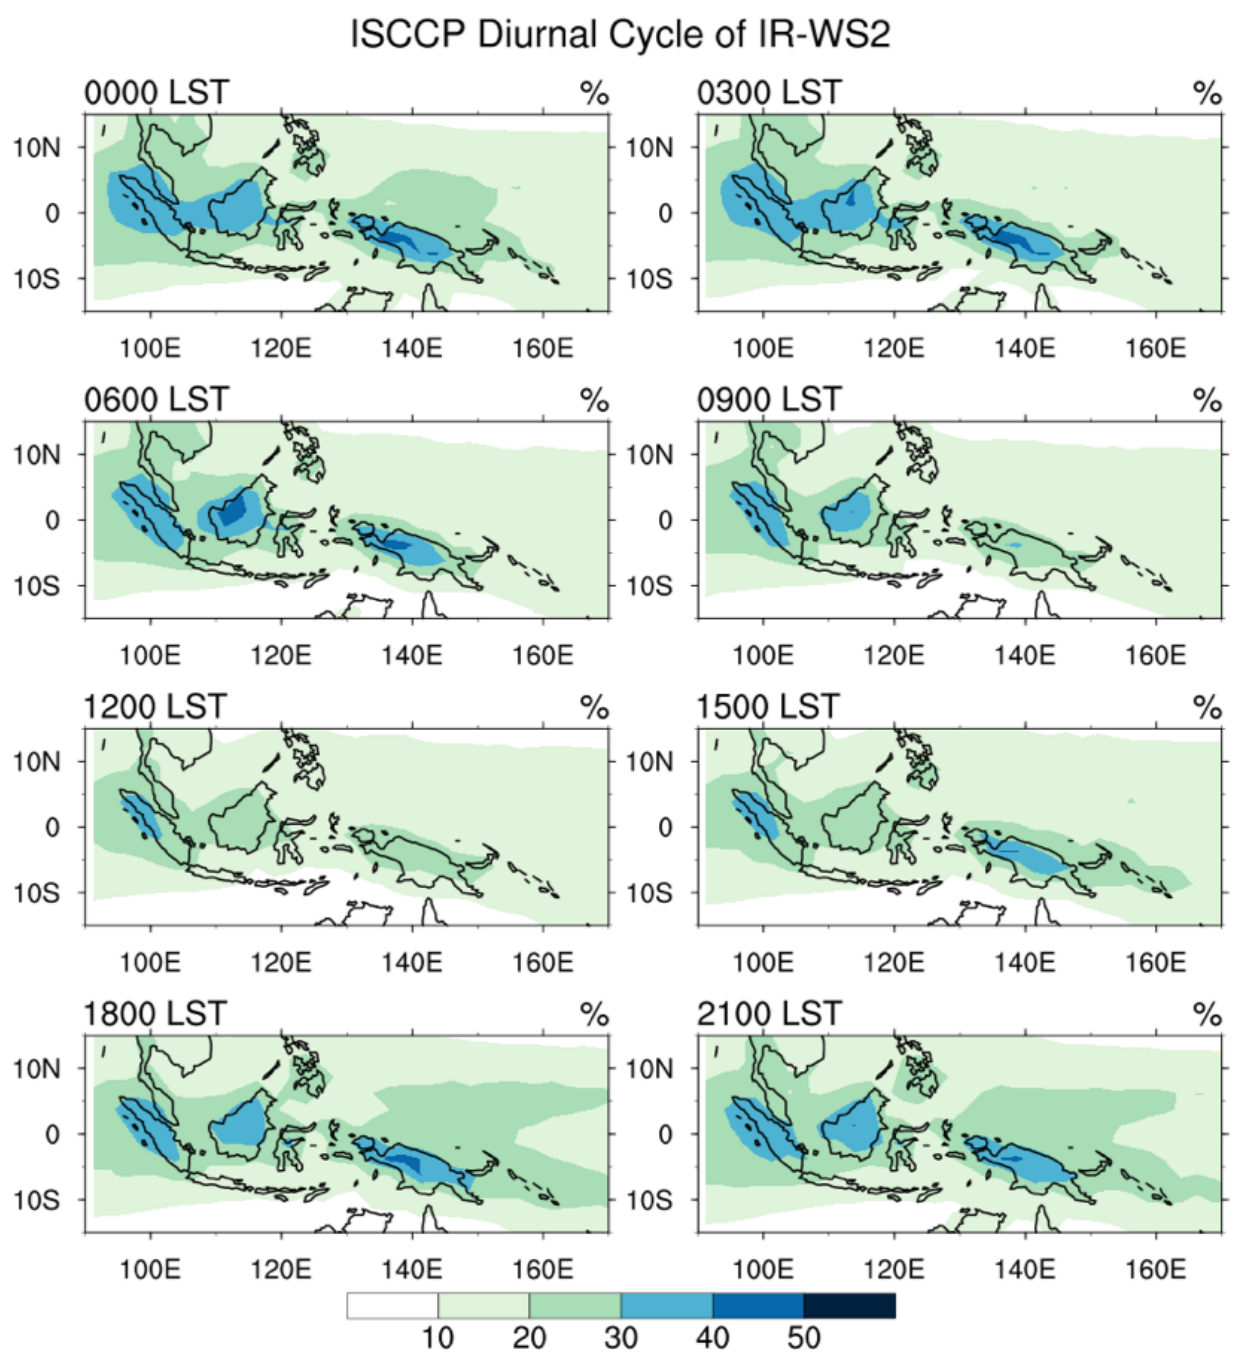 ISCCP Diurnal Cycle of IR-WS2
0000 LST %
0300 LST %
10N 0 10S
10N 0 10S
100E 120E 140E 160E
100E 120E 140E 160E
0600 LST %
0900 LST %
10N 0 10S
10N 0 10S
100E 120E 140E 160E
100E 120E 140E 160E
1200 LST %
1500 LST %
10N 0 10S
10N 0 10S
100E 120E 140E 160E
100E 120E 140E 160E
1800 LST %
2100 LST %
10N 0 10S
10N 0 10S
100E 120E 140E 160E
100E 120E 140E 160E
10 20 30 40 50